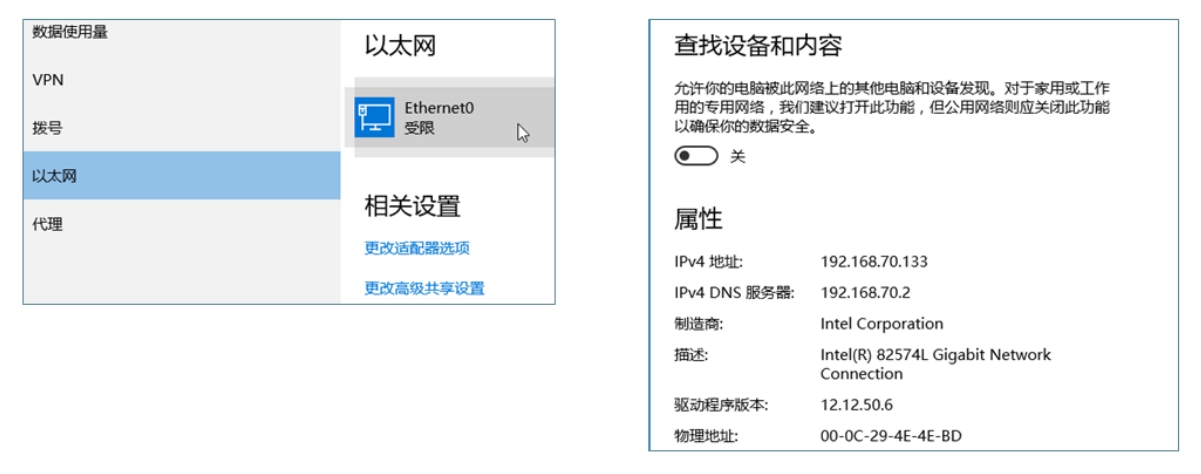 数据使用量
VPN
拨号
以太网
代理
以太网
Ethernet0
受限
相关设置
更改适配器选项
更改高级共享设置
查找设备和内容
允许你的电脑被此网络上的其他电脑和设备发现。对于家用或工作
用的专用网络，我们建议打开此功能，但公用网络则应关闭此功能
以确保你的数据安全。
关
属性
IPv4 地址: 192.168.70.133
IPv4 DNS 服务器: 192.168.70.2
制造商: Intel Corporation
描述: Intel(R) 82574L Gigabit Network
Connection
驱动程序版本: 12.12.50.6
物理地址: 00-0C-29-4E-4E-BD